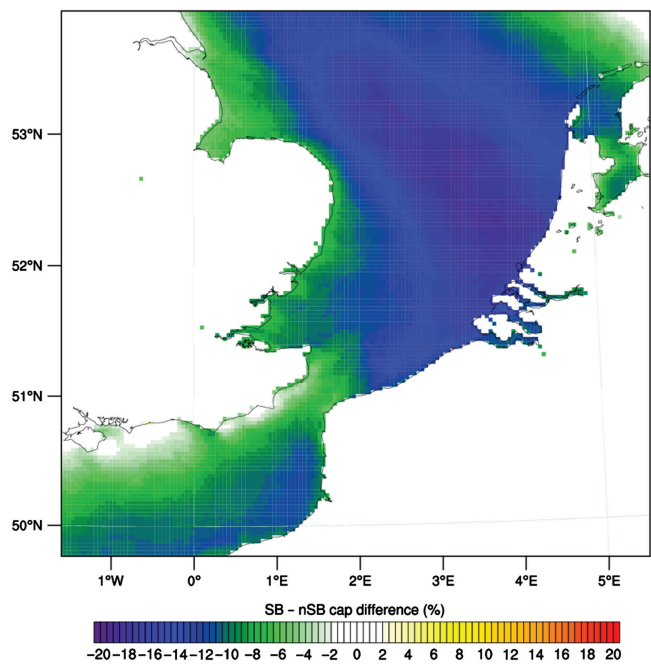 53°N
52°N
51°N
50°N
1°W 0° 1°E 2°E 3°E 4°E 5°E
SB – nSB cap difference (%)
−20 −18 −16 −14 −12 −10 −8 −6 −4 −2 0 2 4 6 8 10 12 14 16 18 20